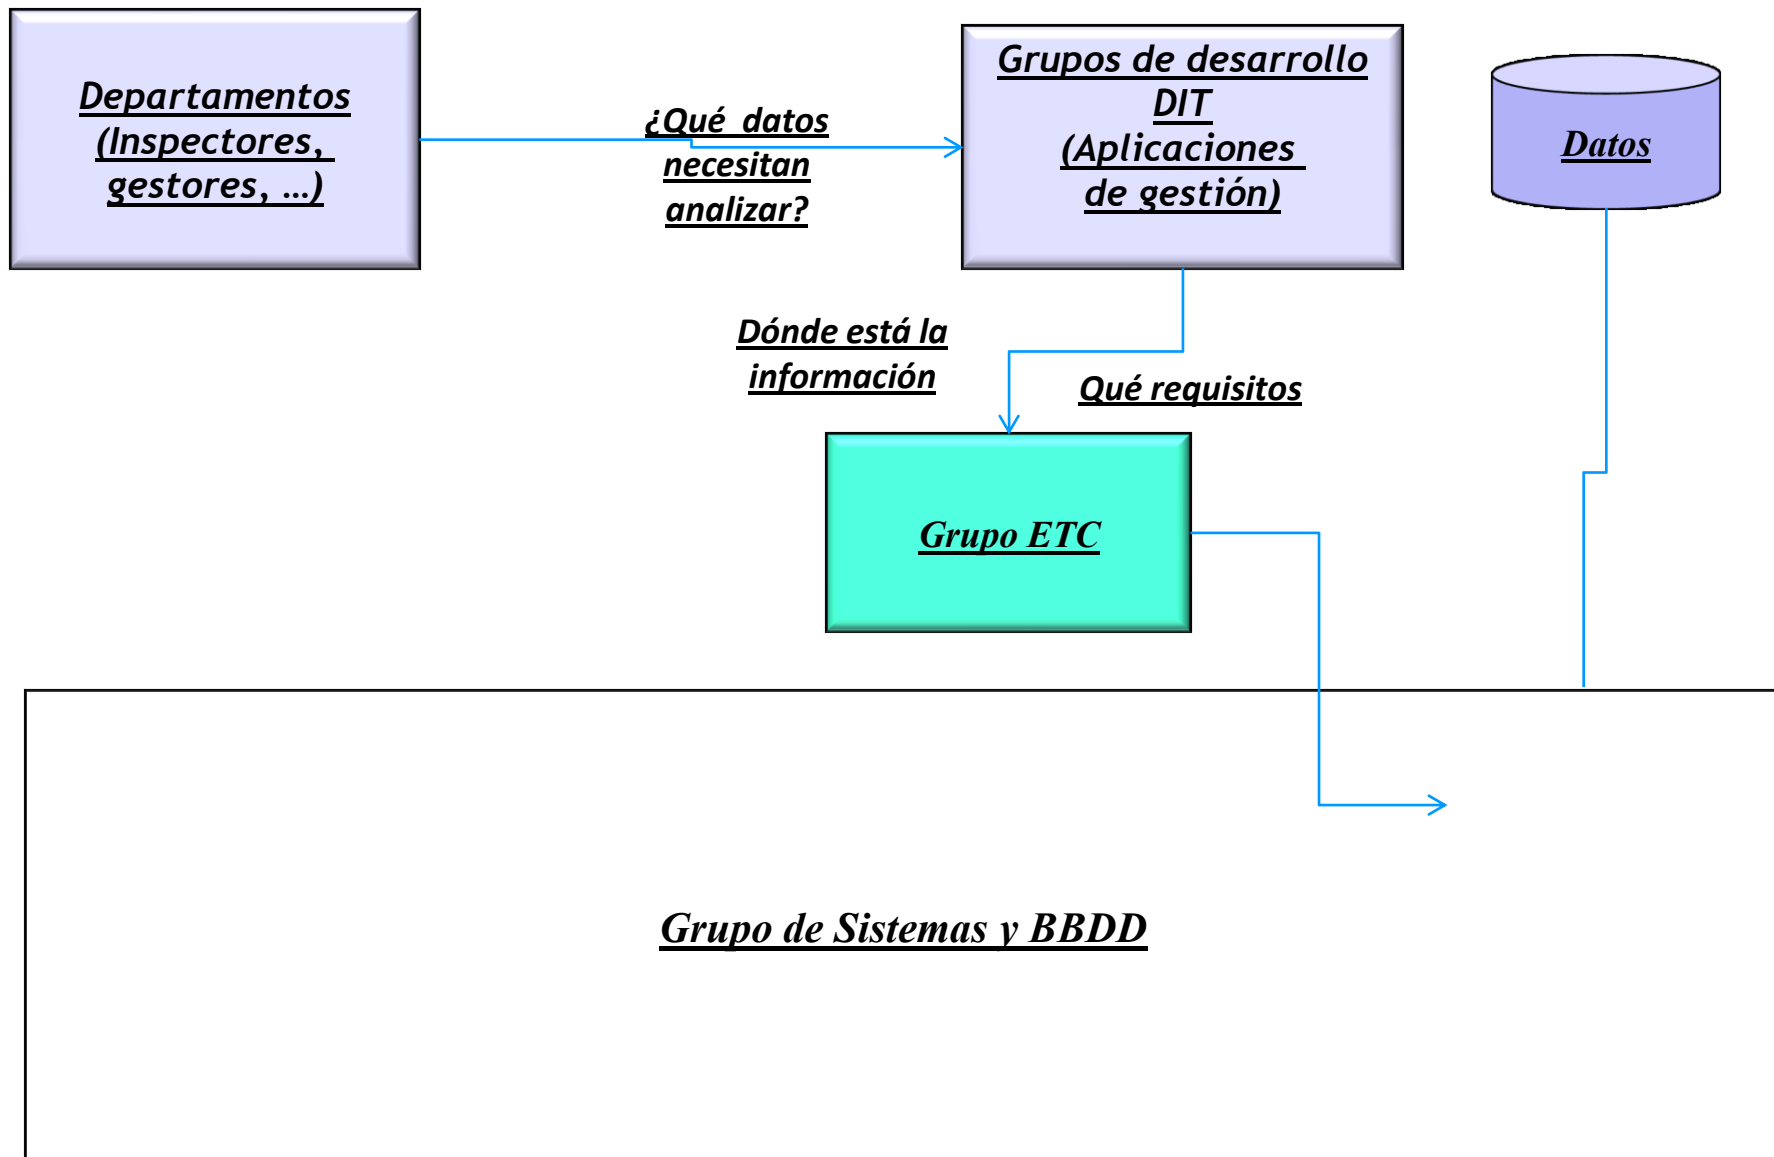 Departamentos
(Inspectores,
gestores, …)
¿Qué datos
necesitan
analizar?
Grupos de desarrollo
DIT
(Aplicaciones
de gestión)
Datos
Dónde está la
información
Qué requisitos
Grupo ETC
Grupo de Sistemas y BBDD